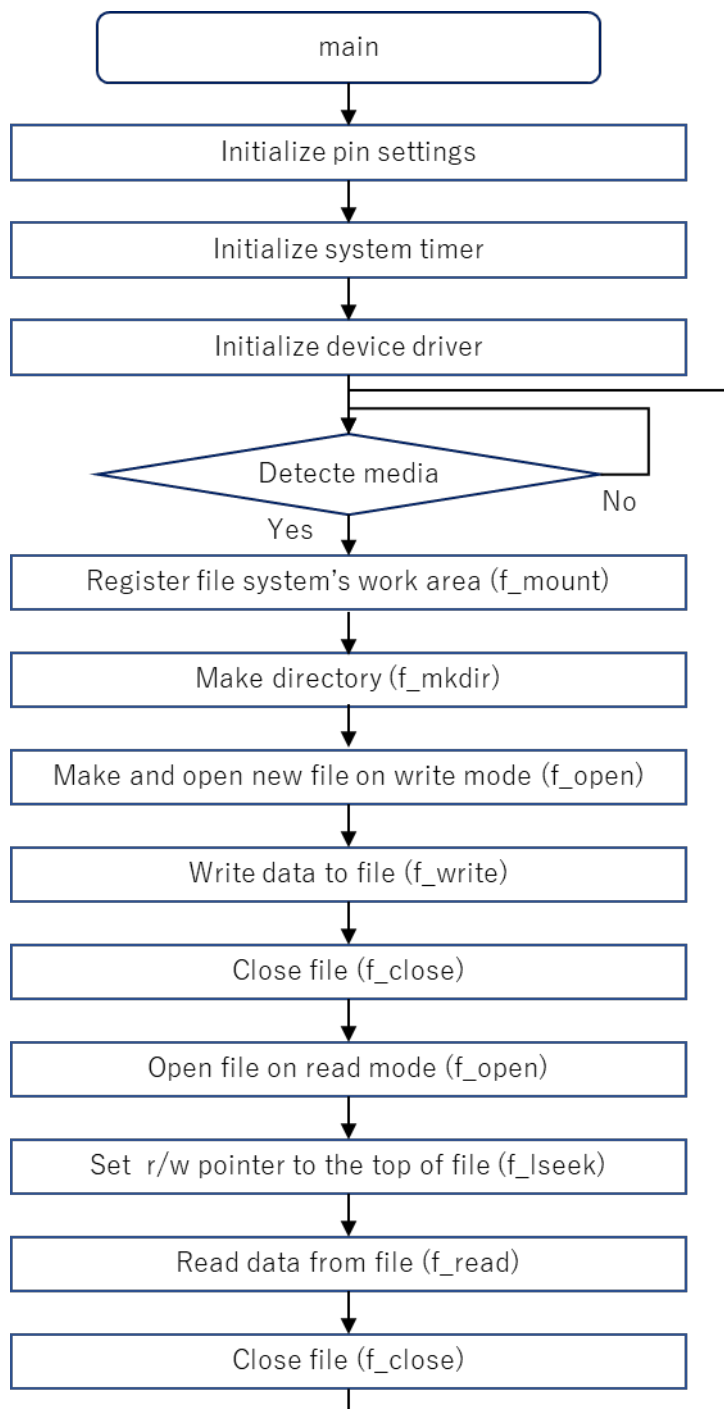 main
Initialize pin settings
Initialize system timer
Initialize device driver
Detecte media
No
Yes
Register file system’s work area (f_mount)
Make directory (f_mkdir)
Make and open new file on write mode (f_open)
Write data to file (f_write)
Close file (f_close)
Open file on read mode (f_open)
Set r/w pointer to the top of file (f_lseek)
Read data from file (f_read)
Close file (f_close)